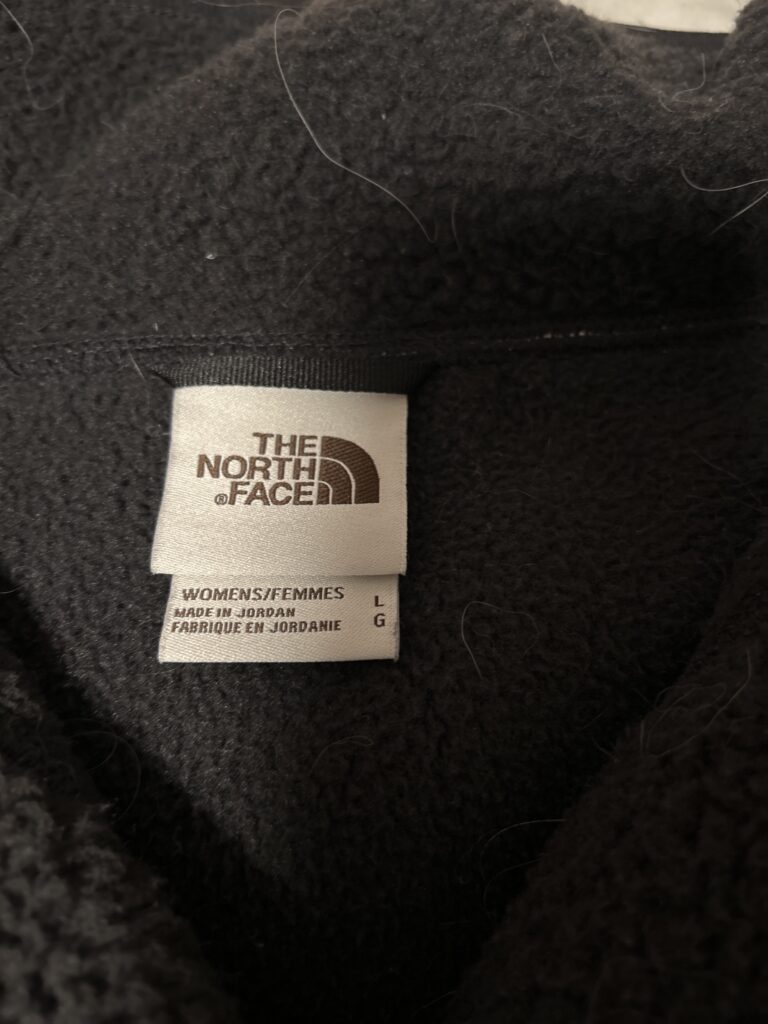 THE
NORTH
®FACE
WOMENS/FEMMES
MADE IN JORDAN
FABRIQUE EN JORDANIE
L
G